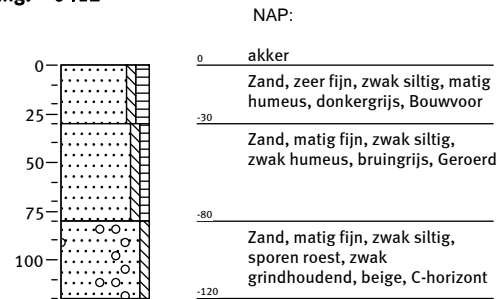 NAP:
0 akker
0
Zand, zeer fijn, zwak siltig, matig
humeus, donkergrijs, Bouwvoor
25
-30
Zand, matig fijn, zwak siltig,
zwak humeus, bruingrijs, Geroerd
50
75
-80
Zand, matig fijn, zwak siltig,
sporen roest, zwak
grindhoudend, beige, C-horizont
100
-120